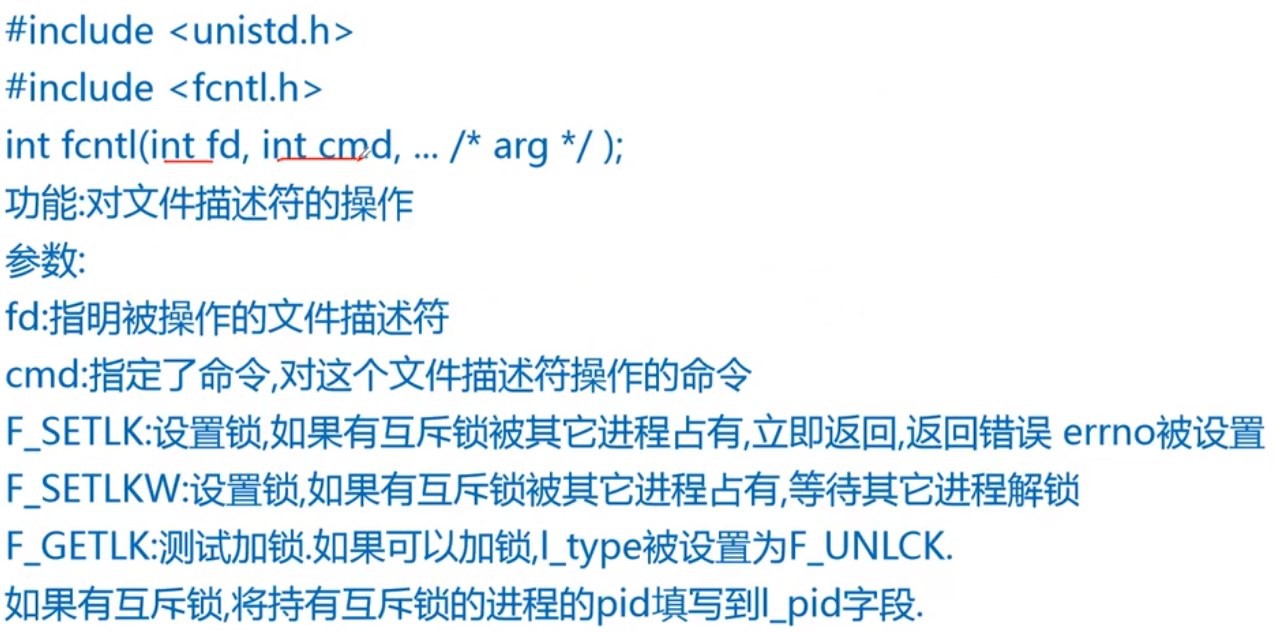 #include <unistd.h>
#include <fcntl.h>
int fcntl(int fd, int cmd, ... /* arg */ );
功能:对文件描述符的操作
参数:
fd:指明被操作的文件描述符
cmd:指定了命令,对这个文件描述符操作的命令
F_SETLK:设置锁,如果有互斥锁被其它进程占有,立即返回,返回错误 errno被设置
F_SETLKW:设置锁,如果有互斥锁被其它进程占有,等待其它进程解锁
F_GETLK:测试加锁.如果可以加锁,l_type被设置为F_UNLCK.
如果有互斥锁,将持有互斥锁的进程的pid填写到l_pid字段.